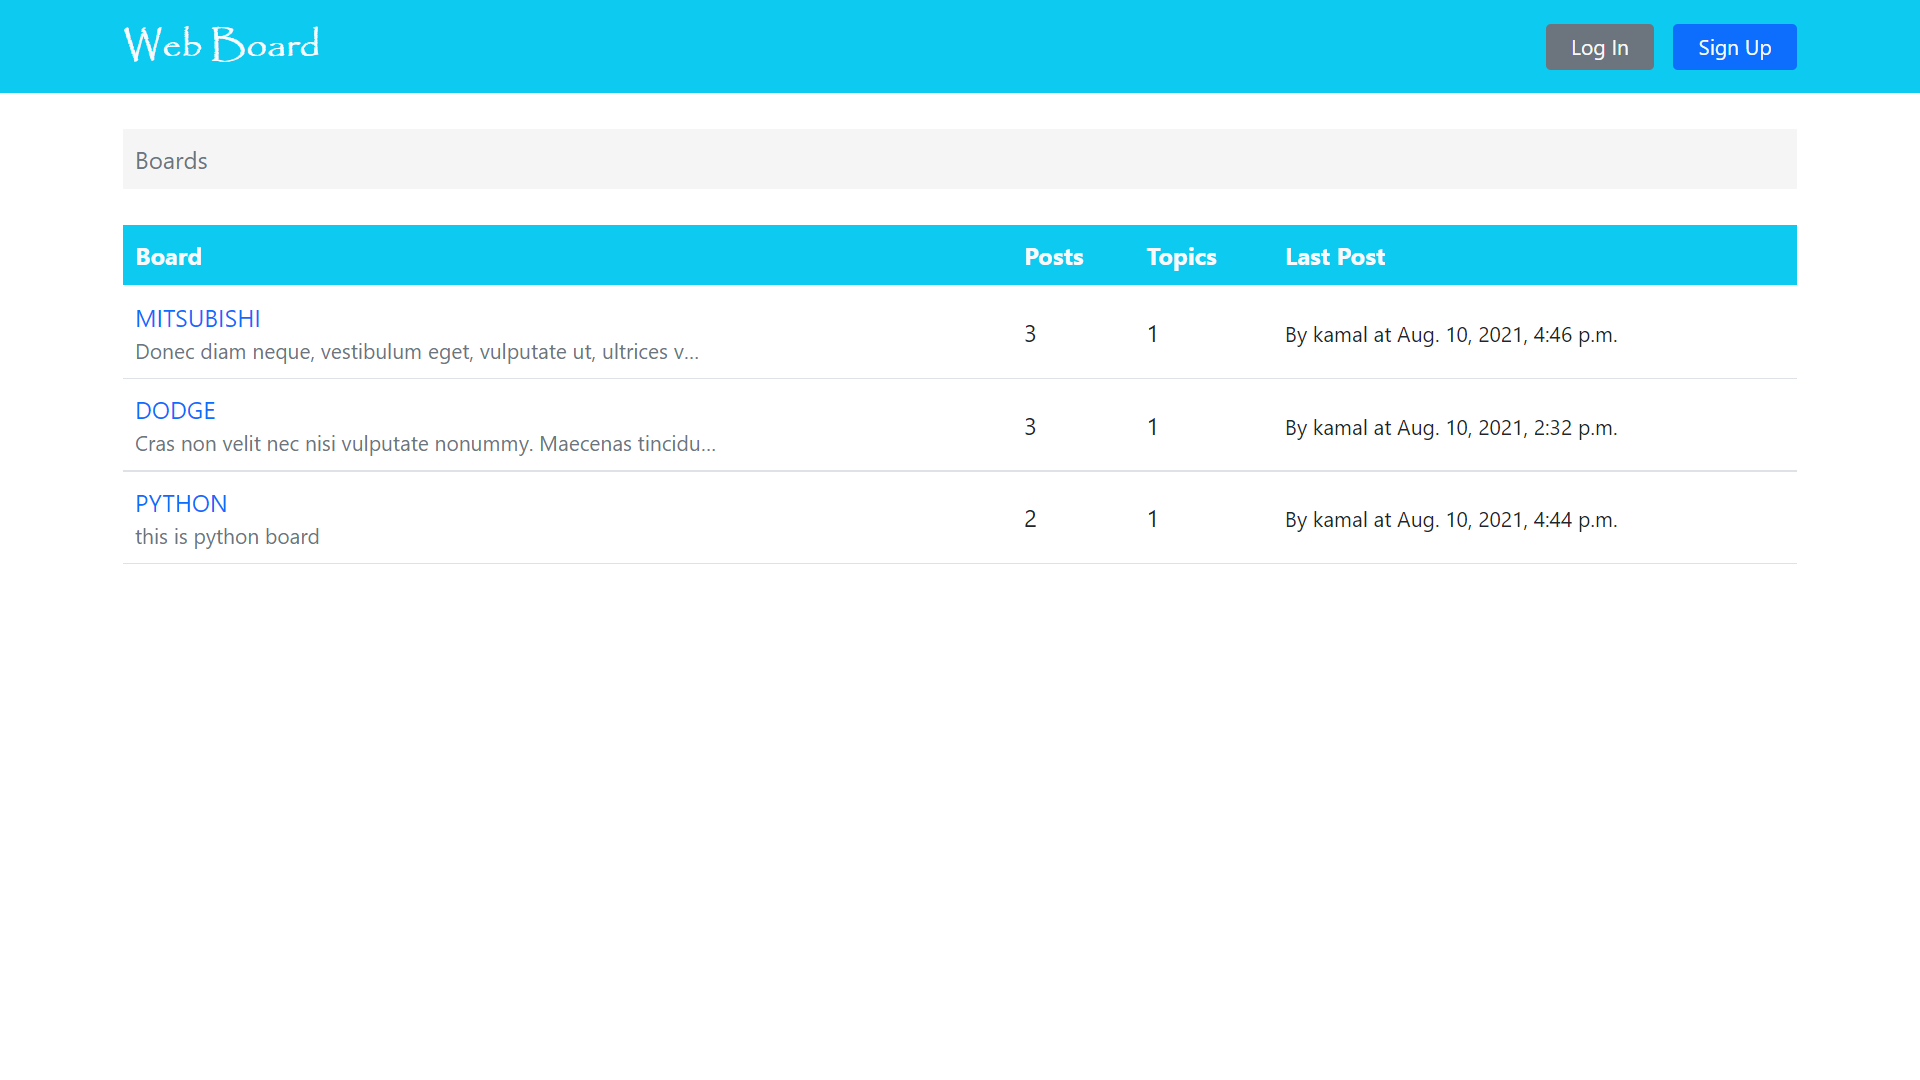 Web Board
Log In
Sign Up
Boards
Board Posts Topics Last Post
MITSUBISHI
Donec diam neque, vestibulum eget, vulputate ut, ultrices v...
3 1 By kamal at Aug. 10, 2021, 4:46 p.m.
DODGE
Cras non velit nec nisi vulputate nonummy. Maecenas tincidu...
3 1 By kamal at Aug. 10, 2021, 2:32 p.m.
PYTHON
this is python board
2 1 By kamal at Aug. 10, 2021, 4:44 p.m.